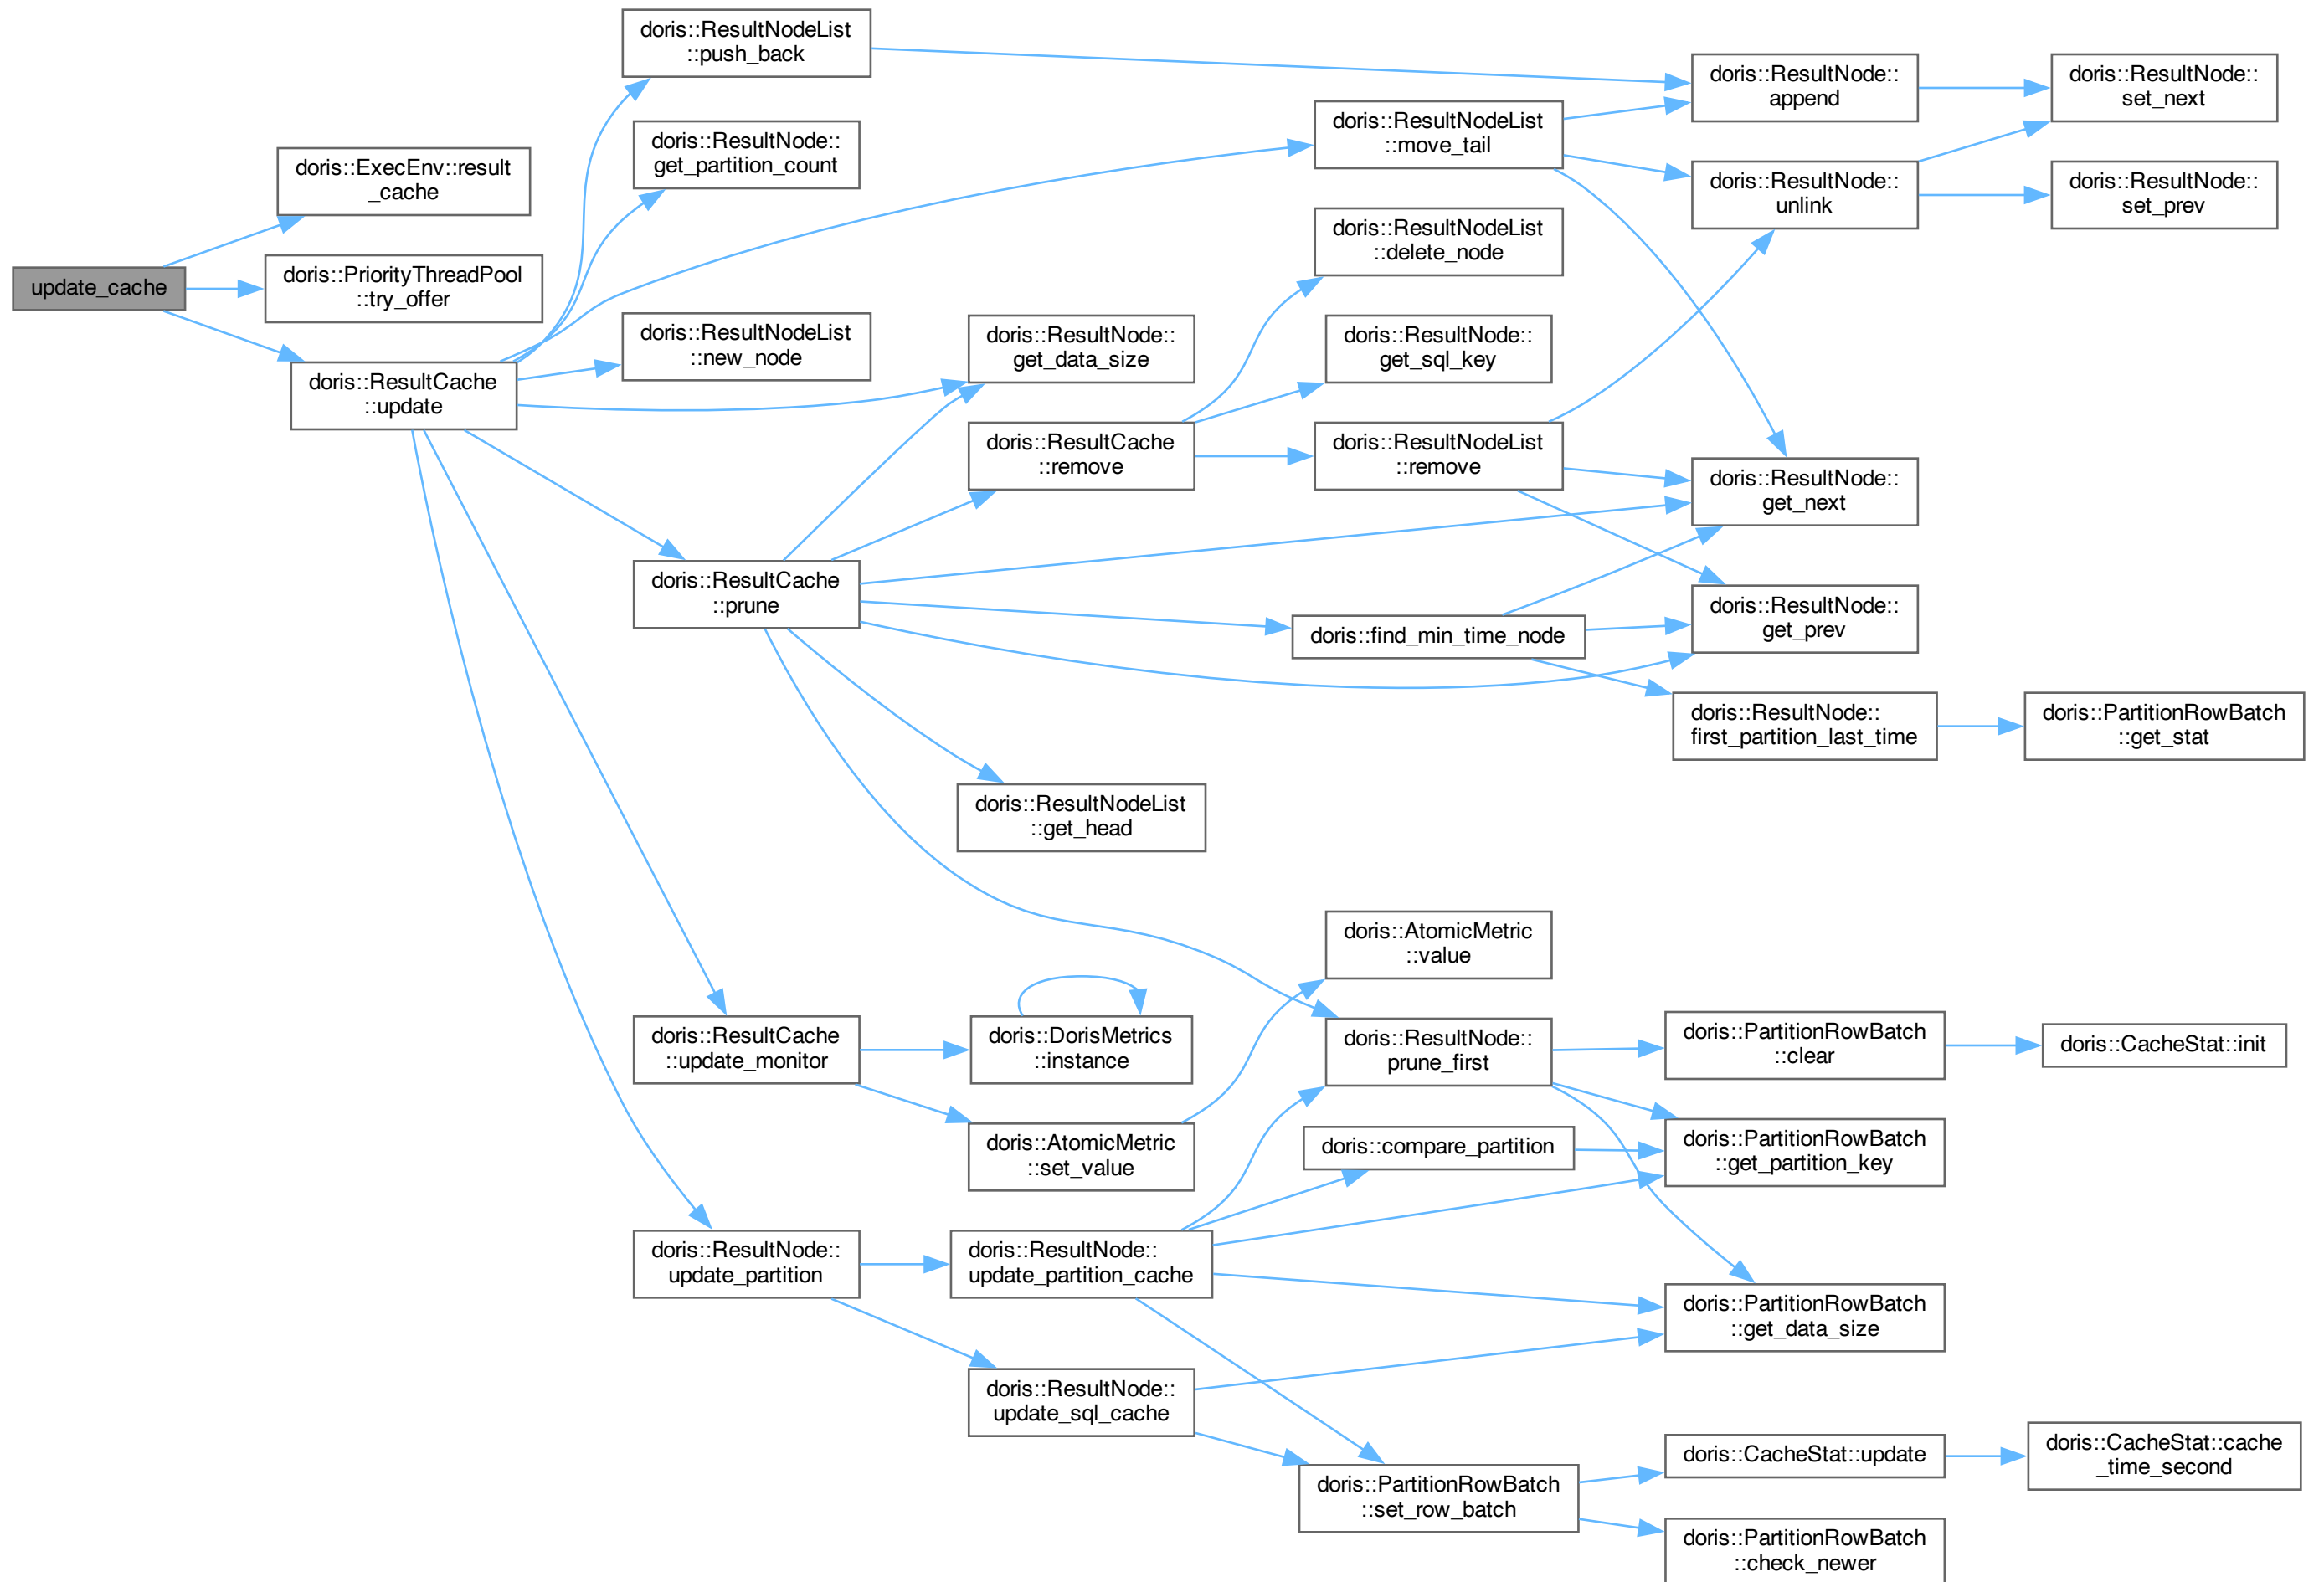 update_cache
doris::ExecEnv::result
_cache
doris::PriorityThreadPool
::try_offer
doris::ResultCache
::update
doris::ResultNodeList
::push_back
doris::ResultNode::
get_partition_count
doris::ResultNodeList
::new_node
doris::ResultCache
::prune
doris::ResultCache
::update_monitor
doris::ResultNode::
update_partition
doris::ResultNode::
get_data_size
doris::ResultCache
::remove
doris::ResultNodeList
::get_head
doris::DorisMetrics
::instance
doris::AtomicMetric
::set_value
doris::ResultNode::
update_partition_cache
doris::ResultNode::
update_sql_cache
doris::ResultNodeList
::move_tail
doris::ResultNodeList
::delete_node
doris::ResultNode::
get_sql_key
doris::ResultNodeList
::remove
doris::find_min_time_node
doris::AtomicMetric
::value
doris::ResultNode::
prune_first
doris::compare_partition
doris::PartitionRowBatch
::set_row_batch
doris::ResultNode::
append
doris::ResultNode::
unlink
doris::ResultNode::
get_next
doris::ResultNode::
get_prev
doris::ResultNode::
first_partition_last_time
doris::PartitionRowBatch
::clear
doris::PartitionRowBatch
::get_partition_key
doris::PartitionRowBatch
::get_data_size
doris::CacheStat::update
doris::PartitionRowBatch
::check_newer
doris::ResultNode::
set_next
doris::ResultNode::
set_prev
doris::PartitionRowBatch
::get_stat
doris::CacheStat::init
doris::CacheStat::cache
_time_second